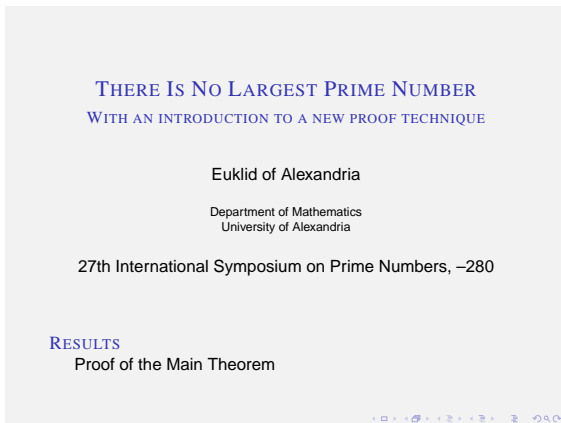 THERE IS NO LARGEST PRIME NUMBER
WITH AN INTRODUCTION TO A NEW PROOF TECHNIQUE
Euklid of Alexandria
Department of Mathematics
University of Alexandria
27th International Symposium on Prime Numbers, –280
RESULTS
Proof of the Main Theorem